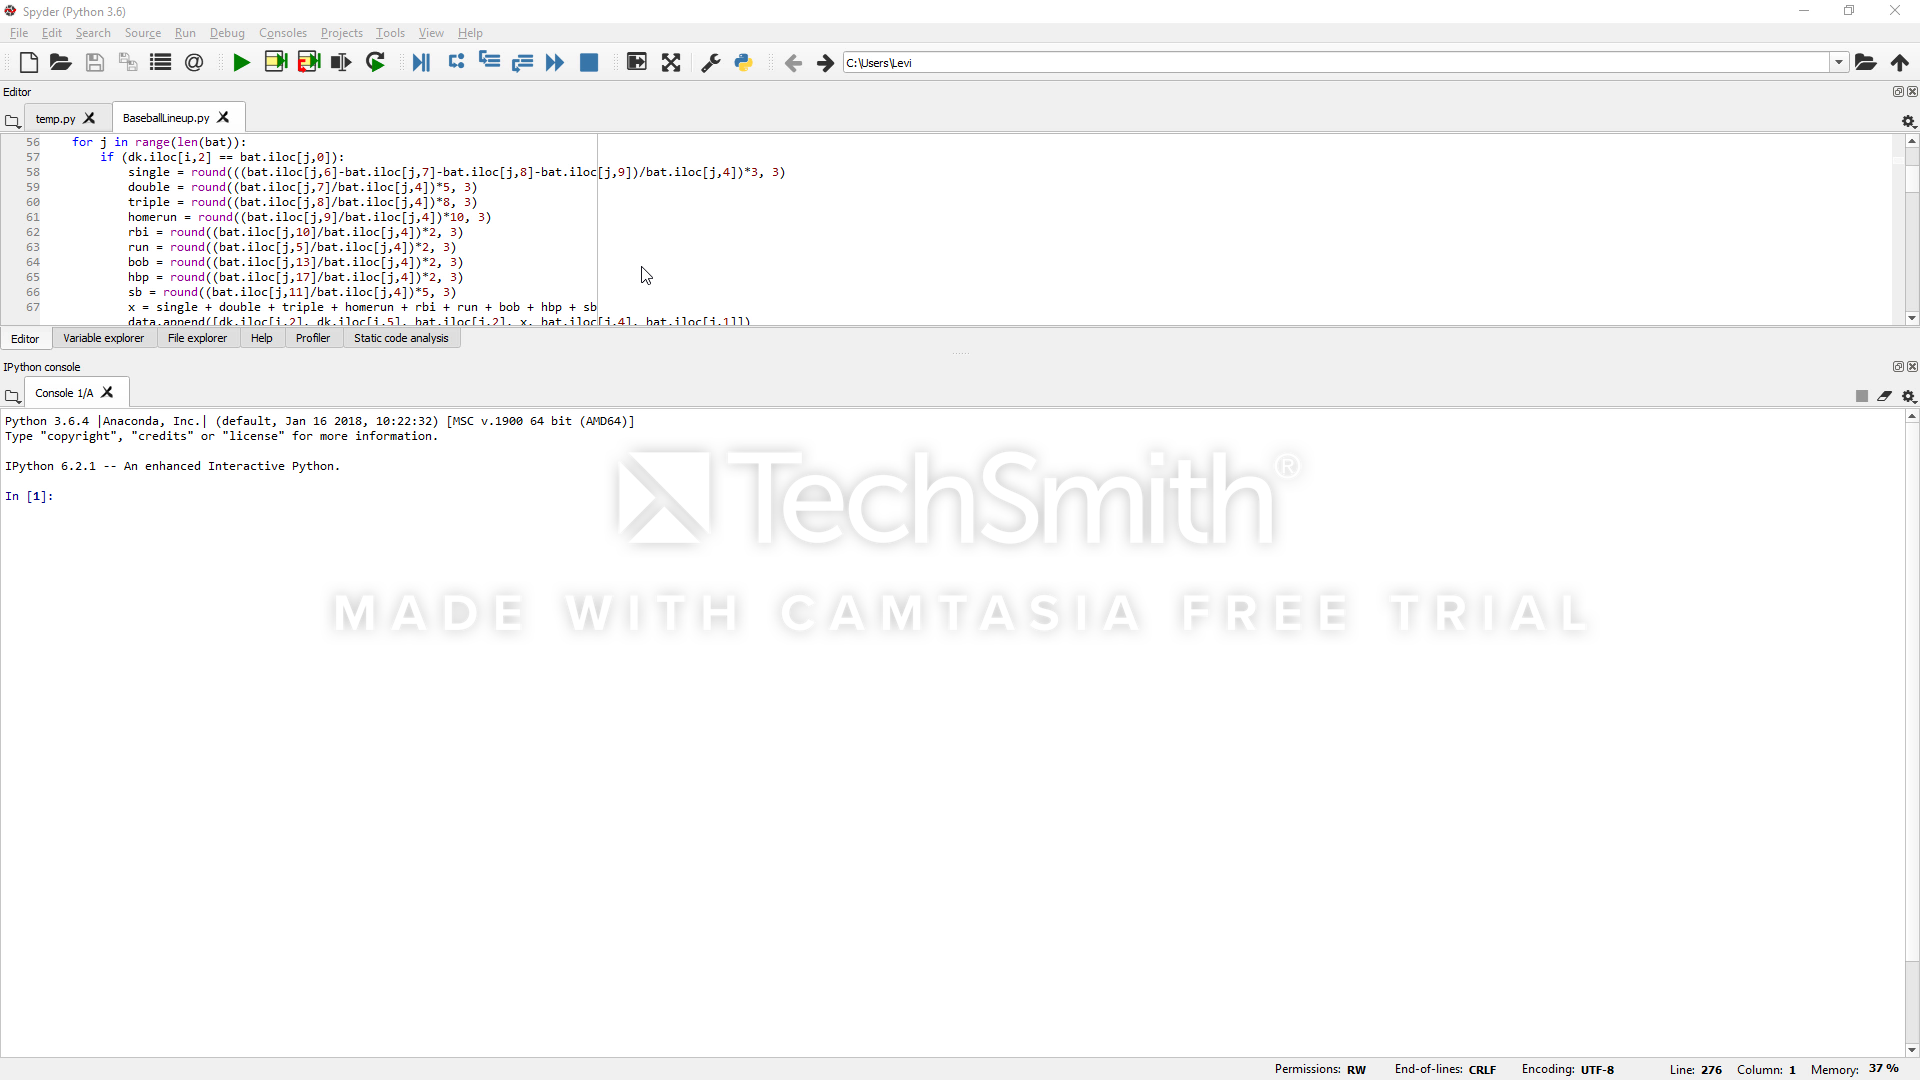 Spyder (Python 3.6)
File Edit Search Source Run Debug Consoles Projects Tools View Help
C:\Users\Levi
Editor
temp.py BaseballLineup.py
56 for j in range(len(bat)):
57 if (dk.iloc[i,2] == bat.iloc[j,0]):
58 single = round(((bat.iloc[j,6]-bat.iloc[j,7]-bat.iloc[j,8]-bat.iloc[j,9])/bat.iloc[j,4])*3, 3)
59 double = round((bat.iloc[j,7]/bat.iloc[j,4])*5, 3)
60 triple = round((bat.iloc[j,8]/bat.iloc[j,4])*8, 3)
61 homerun = round((bat.iloc[j,9]/bat.iloc[j,4])*10, 3)
62 rbi = round((bat.iloc[j,10]/bat.iloc[j,4])*2, 3)
63 run = round((bat.iloc[j,5]/bat.iloc[j,4])*2, 3)
64 bob = round((bat.iloc[j,13]/bat.iloc[j,4])*2, 3)
65 hbp = round((bat.iloc[j,17]/bat.iloc[j,4])*2, 3)
66 sb = round((bat.iloc[j,11]/bat.iloc[j,4])*5, 3)
67 x = single + double + triple + homerun + rbi + run + bob + hbp + sb
data.append([dk.iloc[i,2], dk.iloc[i,5], bat.iloc[j,2], x, bat.iloc[j,4], bat.iloc[j,1]])
Editor Variable explorer File explorer Help Profiler Static code analysis
IPython console
Console 1/A
Python 3.6.4 |Anaconda, Inc.| (default, Jan 16 2018, 10:22:32) [MSC v.1900 64 bit (AMD64)]
Type "copyright", "credits" or "license" for more information.
IPython 6.2.1 -- An enhanced Interactive Python.
In [1]:
TechSmith®
MADE WITH CAMTASIA FREE TRIAL
Permissions: RW End-of-lines: CRLF Encoding: UTF-8 Line: 276 Column: 1 Memory: 37 %